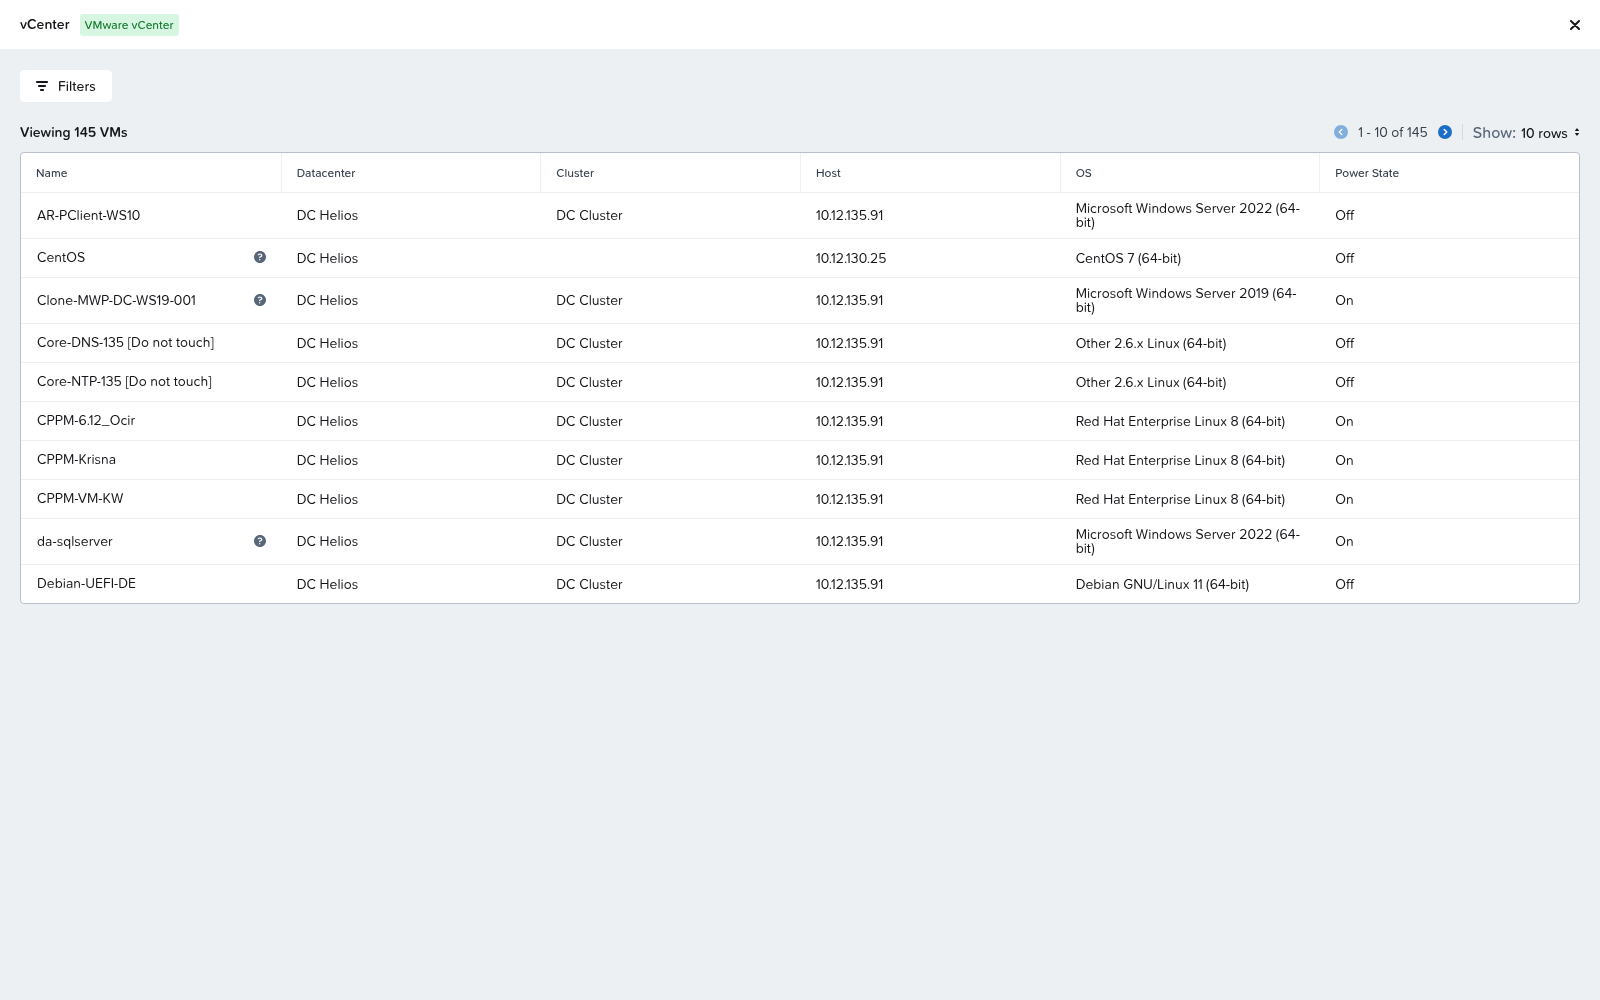 vCenter VMware vCenter
Filters
Viewing 145 VMs 1 - 10 of 145 Show: 10 rows
Name Datacenter Cluster Host OS Power State
AR-PClient-WS10 DC Helios DC Cluster 10.12.135.91 Microsoft Windows Server 2022 (64-
bit) Off
CentOS ? DC Helios 10.12.130.25 CentOS 7 (64-bit) Off
Clone-MWP-DC-WS19-001 ? DC Helios DC Cluster 10.12.135.91 Microsoft Windows Server 2019 (64-
bit) On
Core-DNS-135 [Do not touch] DC Helios DC Cluster 10.12.135.91 Other 2.6.x Linux (64-bit) Off
Core-NTP-135 [Do not touch] DC Helios DC Cluster 10.12.135.91 Other 2.6.x Linux (64-bit) Off
CPPM-6.12_Ocir DC Helios DC Cluster 10.12.135.91 Red Hat Enterprise Linux 8 (64-bit) On
CPPM-Krisna DC Helios DC Cluster 10.12.135.91 Red Hat Enterprise Linux 8 (64-bit) On
CPPM-VM-KW DC Helios DC Cluster 10.12.135.91 Red Hat Enterprise Linux 8 (64-bit) On
da-sqlserver ? DC Helios DC Cluster 10.12.135.91 Microsoft Windows Server 2022 (64-
bit) On
Debian-UEFI-DE DC Helios DC Cluster 10.12.135.91 Debian GNU/Linux 11 (64-bit) Off